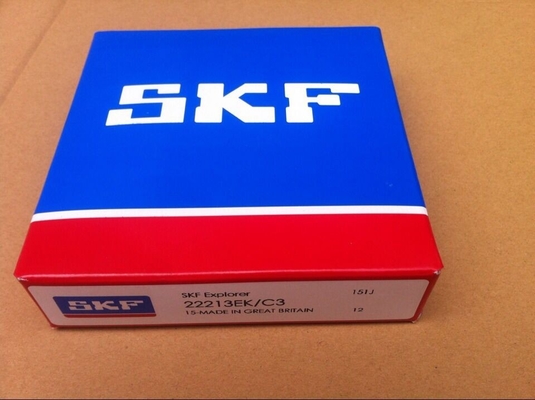 SKF
SKF
SKF Explorer
22213EK/C3
15-MADE IN GREAT BRITAIN
151J
12